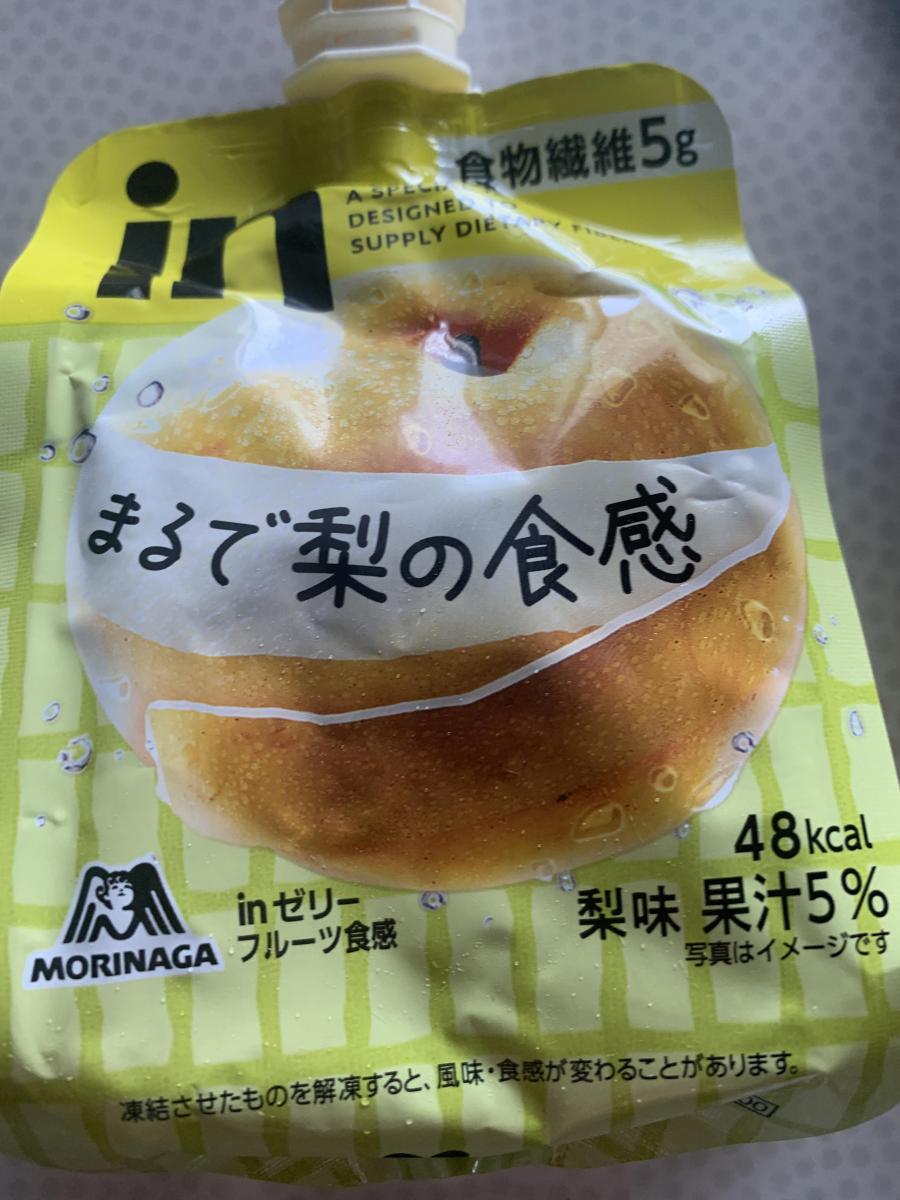 食物繊維5g
in
A SPECI
DESIGNED TO
SUPPLY DIETARY FIBER
まるで梨の食感
48kcal
梨味 果汁5%
写真はイメージです
MORINAGA
inゼリー
フルーツ食感
凍結させたものを解凍すると、風味・食感が変わることがあります。